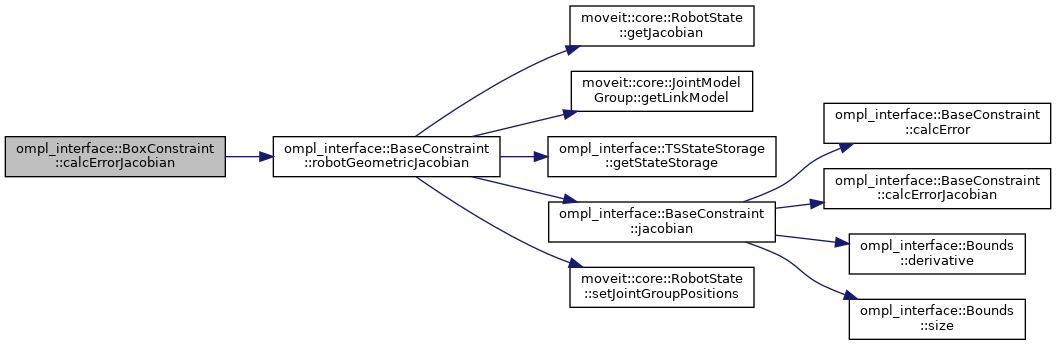 ompl_interface::BoxConstraint
::calcErrorJacobian
ompl_interface::BaseConstraint
::robotGeometricJacobian
moveit::core::RobotState
::getJacobian
moveit::core::JointModel
Group::getLinkModel
ompl_interface::TSStateStorage
::getStateStorage
ompl_interface::BaseConstraint
::jacobian
moveit::core::RobotState
::setJointGroupPositions
ompl_interface::BaseConstraint
::calcError
ompl_interface::BaseConstraint
::calcErrorJacobian
ompl_interface::Bounds
::derivative
ompl_interface::Bounds
::size